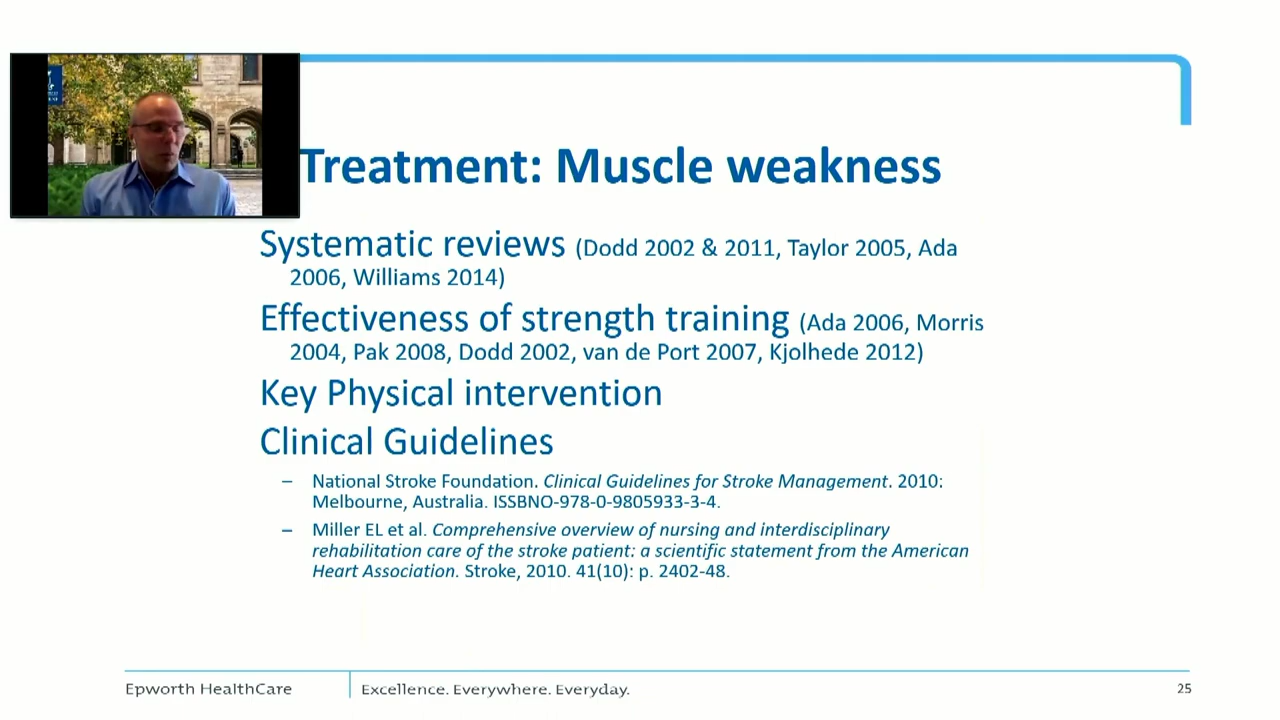 Treatment: Muscle weakness
Systematic reviews (Dodd 2002 & 2011, Taylor 2005, Ada
2006, Williams 2014)
Effectiveness of strength training (Ada 2006, Morris
2004, Pak 2008, Dodd 2002, van de Port 2007, Kjolhede 2012)
Key Physical intervention
Clinical Guidelines
– National Stroke Foundation. Clinical Guidelines for Stroke Management. 2010:
Melbourne, Australia. ISSBNO-978-0-9805933-3-4.
– Miller EL et al. Comprehensive overview of nursing and interdisciplinary
rehabilitation care of the stroke patient: a scientific statement from the American
Heart Association. Stroke, 2010. 41(10): p. 2402-48.
Epworth HealthCare
Excellence. Everywhere. Everyday.
25